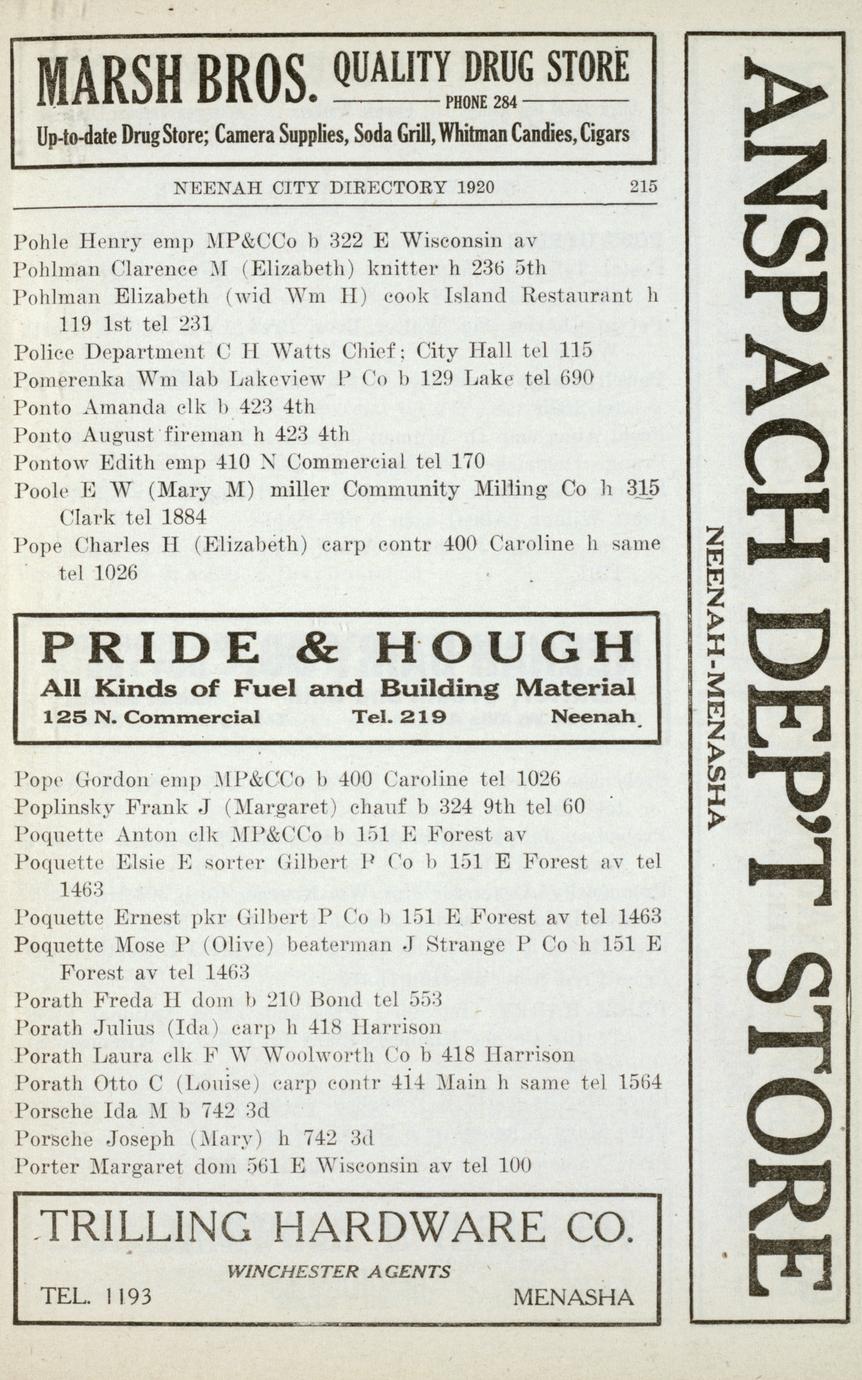 MARSH BROS. QUALITY DRUG STORE
PHONE 284
Up-to-date Drug Store; Camera Supplies, Soda Grill, Whitman Candies, Cigars
NEENAH CITY DIRECTORY 1920 215
Pohle Henry emp MP&CCo b 322 E Wisconsin av
Pohlman Clarence M (Elizabeth) knitter h 236 5th
Pohlman Elizabeth (wid Wm H) cook Island Restaurant h
119 1st tel 231
Police Department C H Watts Chief; City Hall tel 115
Pomerenka Wm lab Lakeview P Co b 129 Lake tel 690
Ponto Amanda clk b 423 4th
Ponto August fireman h 423 4th
Pontow Edith emp 410 N Commercial tel 170
Poole E W (Mary M) miller Community Milling Co h 315
Clark tel 1884
Pope Charles H (Elizabeth) carp contr 400 Caroline h same
tel 1026
PRIDE & HOUGH
All Kinds of Fuel and Building Material
125 N. Commercial Tel. 219 Neenah
Pope Gordon emp MP&CCo b 400 Caroline tel 1026
Poplinsky Frank J (Margaret) chauf b 324 9th tel 60
Poquette Anton clk MP&CCo b 151 E Forest av
Poquette Elsie E sorter Gilbert P Co b 151 E Forest av tel
1463
Poquette Ernest pkr Gilbert P Co b 151 E Forest av tel 1463
Poquette Mose P (Olive) beaterman J Strange P Co h 151 E
Forest av tel 1463
Porath Freda H dom b 210 Bond tel 553
Porath Julius (Ida) carp h 418 Harrison
Porath Laura clk F W Woolworth Co b 418 Harrison
Porath Otto C (Louise) carp contr 414 Main h same tel 1564
Porsche Ida M b 742 3d
Porsche Joseph (Mary) h 742 3d
Porter Margaret dom 561 E Wisconsin av tel 100
TRILLING HARDWARE CO.
WINCHESTER AGENTS
TEL. 1193 MENASHA
ANSPACH DEP'T STORE
NEENAH-MENASHA